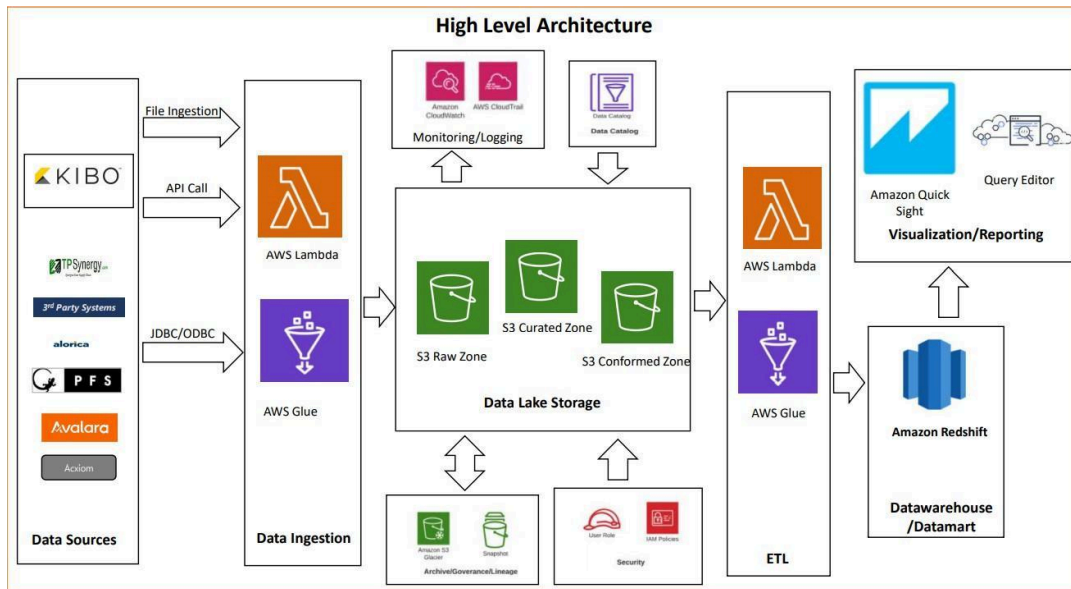 High Level Architecture
File Ingestion
KIBO
API Call
TPSynergy.com
3rd Party Systems
JDBC/ODBC
alorica
PFS
Avalara
Acxiom
Data Sources
AWS Lambda
AWS Glue
Data Ingestion
Amazon
CloudWatch
AWS CloudTrail
Monitoring/Logging
Data Catalog
Data Catalog
S3 Raw Zone
S3 Curated Zone
S3 Conformed Zone
Data Lake Storage
Amazon S3
Glacier
Snapshot
Archive/Goverance/Lineage
User Role
IAM Policies
Security
AWS Lambda
AWS Glue
ETL
Amazon Quick
Sight
Query Editor
Visualization/Reporting
Amazon Redshift
Datawarehouse
/Datamart